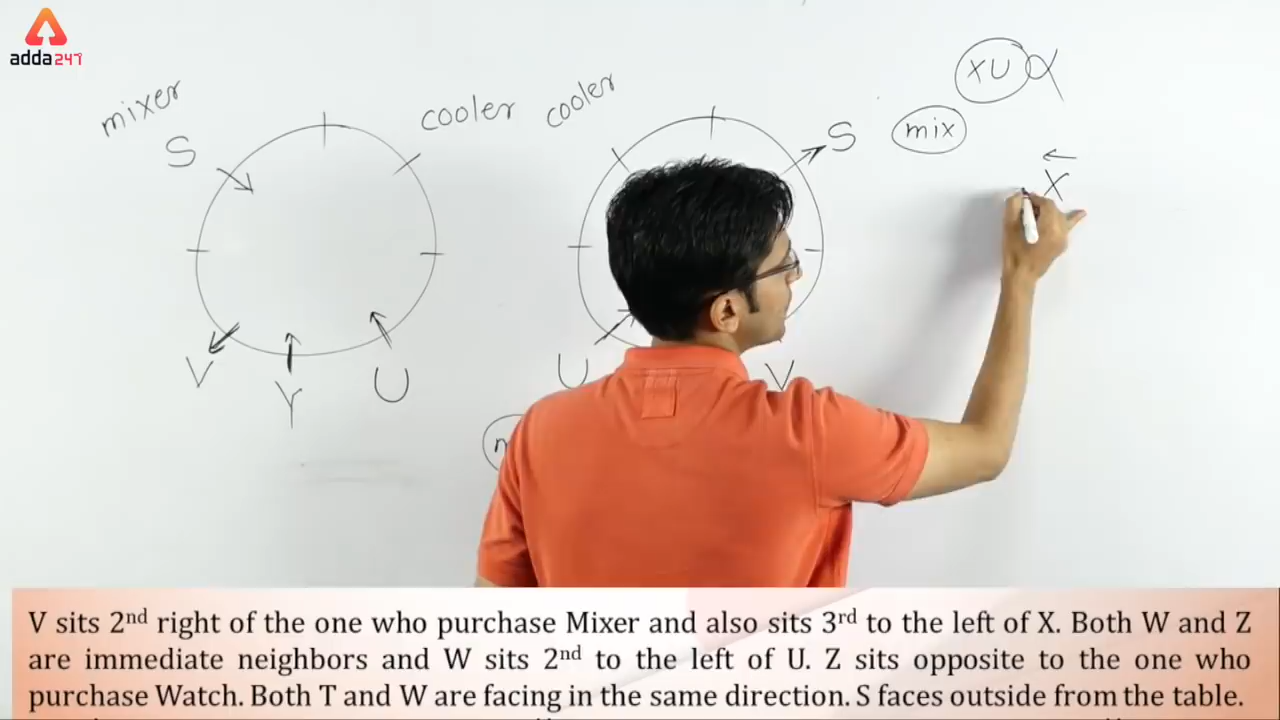 adda247
XU
mixer
cooler
cooler
mix
S
S
X
V
Y
U
U
V
V sits 2nd right of the one who purchase Mixer and also sits 3rd to the left of X. Both W and Z
are immediate neighbors and W sits 2nd to the left of U. Z sits opposite to the one who
purchase Watch. Both T and W are facing in the same direction. S faces outside from the table.